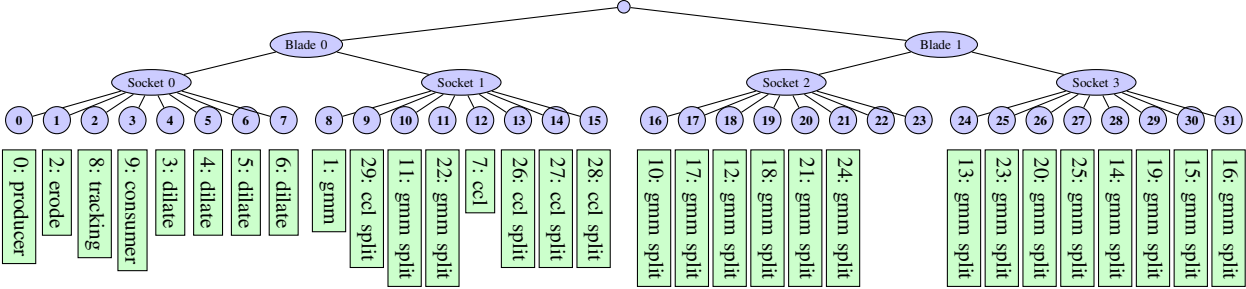 Blade 0
Blade 1
Socket 0
Socket 1
Socket 2
Socket 3
0 1 2 3 4 5 6 7 8 9 10 11 12 13 14 15 16 17 18 19 20 21 22 23 24 25 26 27 28 29 30 31
0: producer
2: erode
8: tracking
9: consumer
3: dilate
4: dilate
5: dilate
6: dilate
1: gmm
29: ccl split
11: gmm split
22: gmm split
7: ccl
26: ccl split
27: ccl split
28: ccl split
10: gmm split
17: gmm split
12: gmm split
18: gmm split
21: gmm split
24: gmm split
13: gmm split
23: gmm split
20: gmm split
25: gmm split
14: gmm split
19: gmm split
15: gmm split
16: gmm split